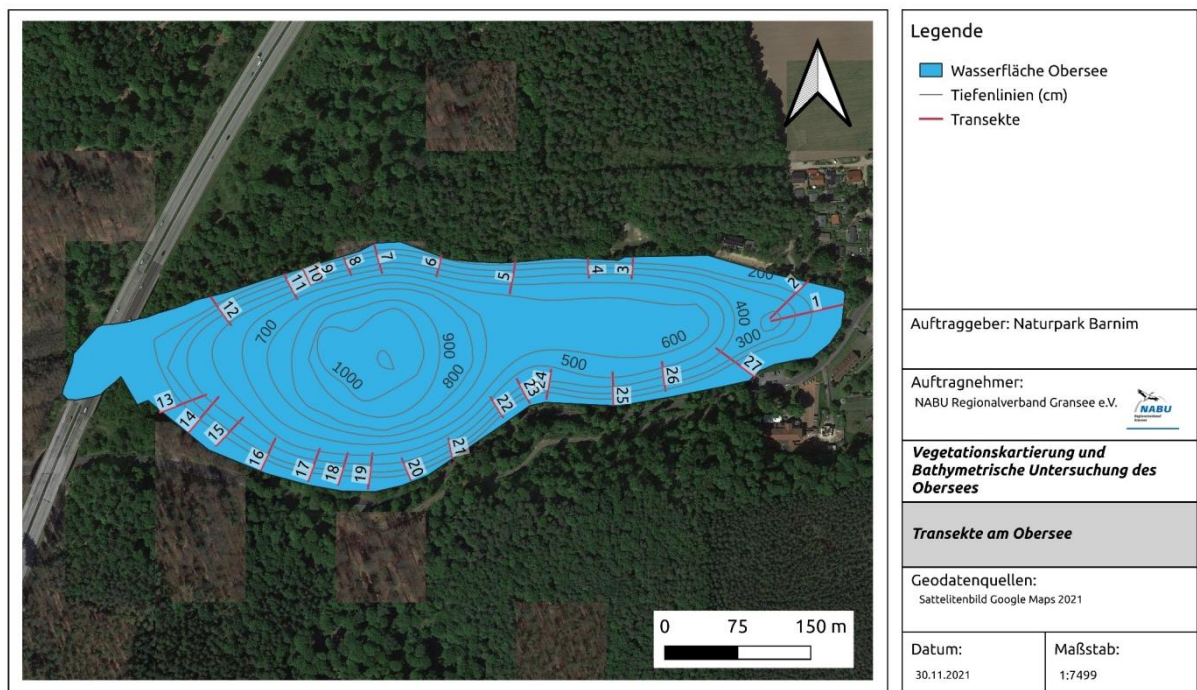 200
2
1
400
300
600
500
27
26
25
24
23
22
21
20
19
18
17
16
15
14
13
12
11
10
9
8
7
6
5
4
3
700
900
800
1000
0 75 150 m
Legende
Wasserfläche Obersee
Tiefenlinien (cm)
Transekte
Auftraggeber: Naturpark Barnim
Auftragnehmer:
NABU Regionalverband Gransee e.V.
NABU
Regionalverband
Gransee
Vegetationskartierung und
Bathymetrische Untersuchung des
Obersees
Transekte am Obersee
Geodatenquellen:
Sattelitenbild Google Maps 2021
Datum:
30.11.2021
Maßstab:
1:7499